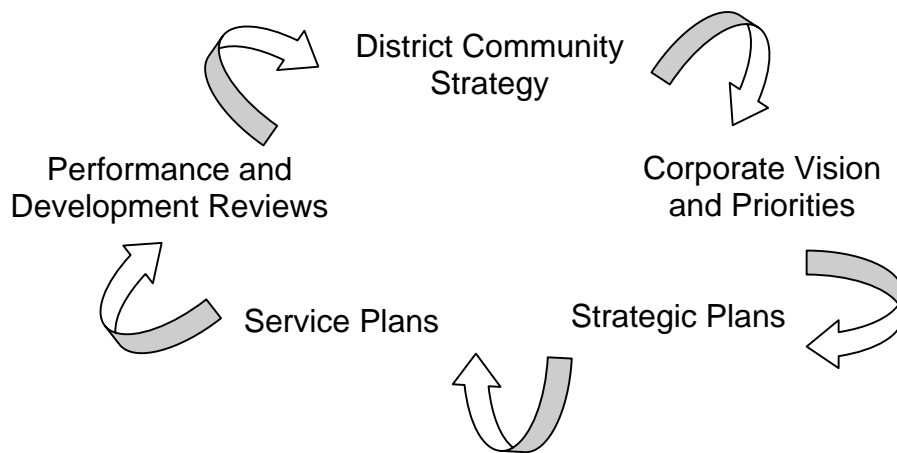 District Community
Strategy
Corporate Vision
and Priorities
Strategic Plans
Service Plans
Performance and
Development Reviews